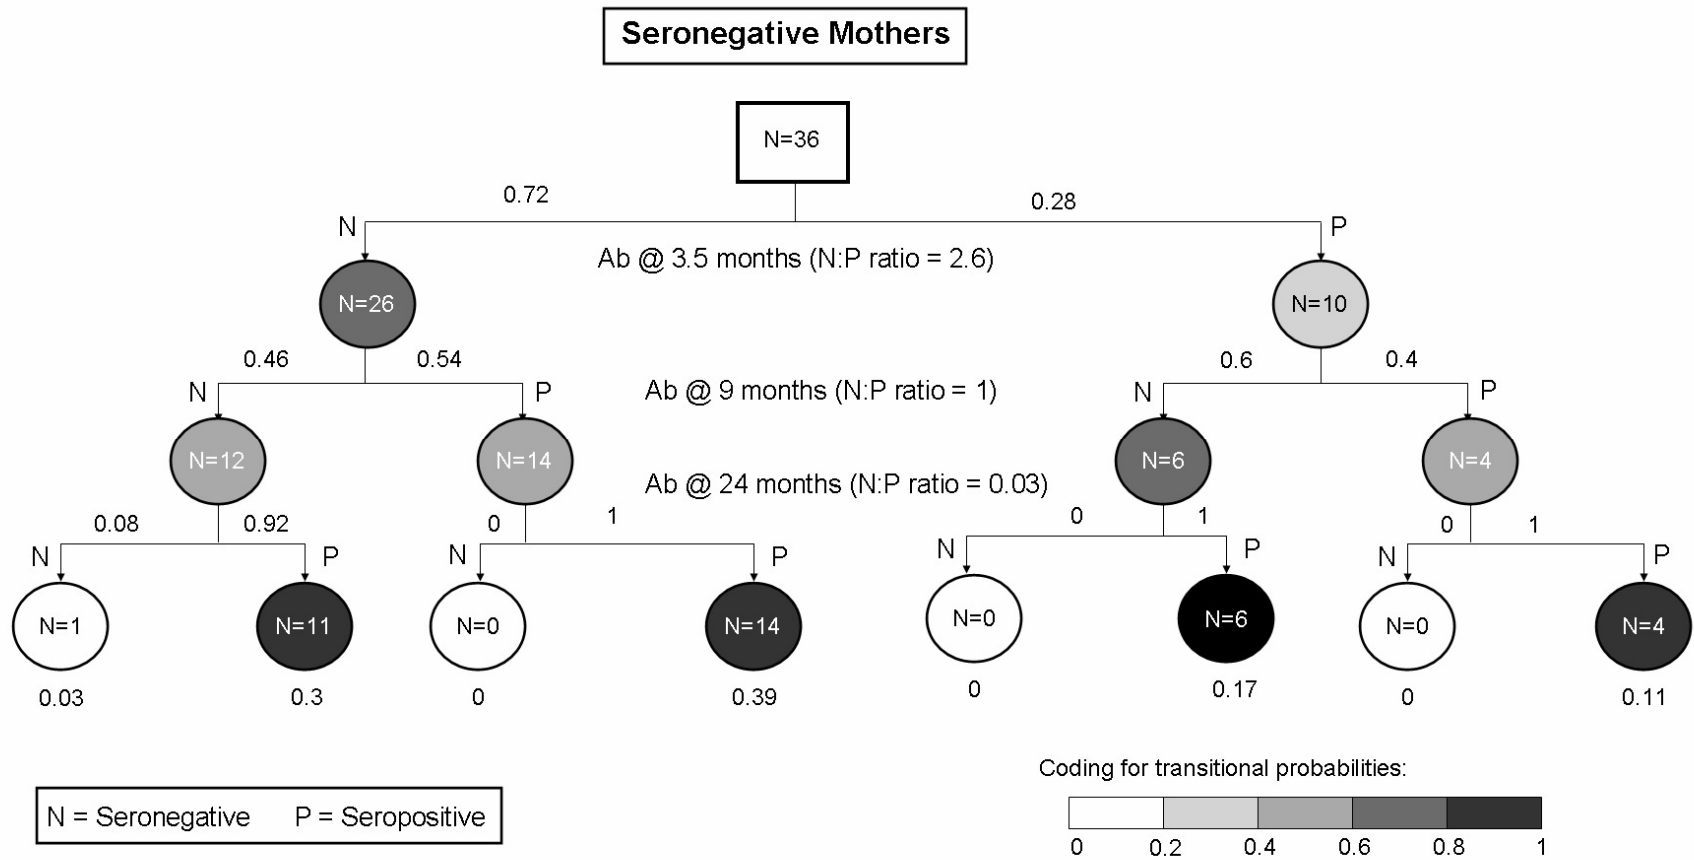 Seronegative Mothers
N=36
0.72 0.28
N P
Ab @ 3.5 months (N:P ratio = 2.6)
N=26 N=10
0.46 0.54 0.6 0.4
N P Ab @ 9 months (N:P ratio = 1) N P
N=12 N=14 N=6 N=4
Ab @ 24 months (N:P ratio = 0.03)
0.08 0.92 0 1 0 1 0 1
N P N P N P N P
N=1 N=11 N=0 N=14 N=0 N=6 N=0 N=4
0.03 0.3 0 0.39 0 0.17 0 0.11
Coding for transitional probabilities:
N = Seronegative P = Seropositive
0 0.2 0.4 0.6 0.8 1